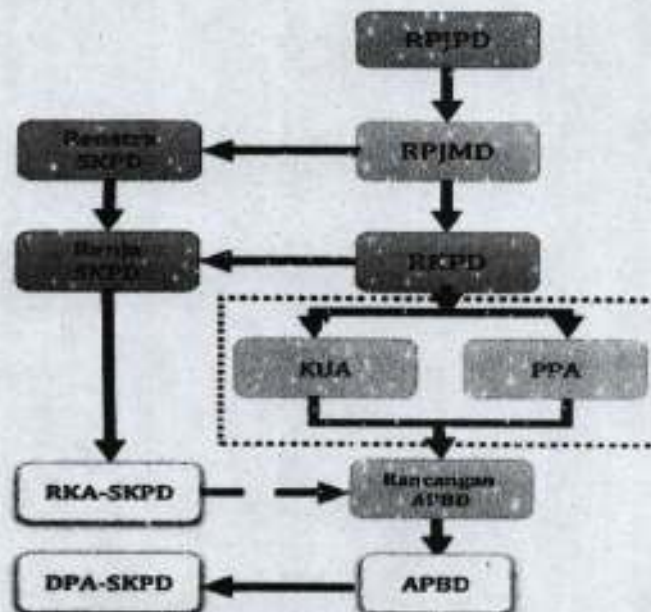 RPJPD
Renstra
SKPD
RPJMD
Renja
SKPD
RKPD
KUA
PPA
RKA-SKPD
Rancangan
APBD
DPA-SKPD
APBD